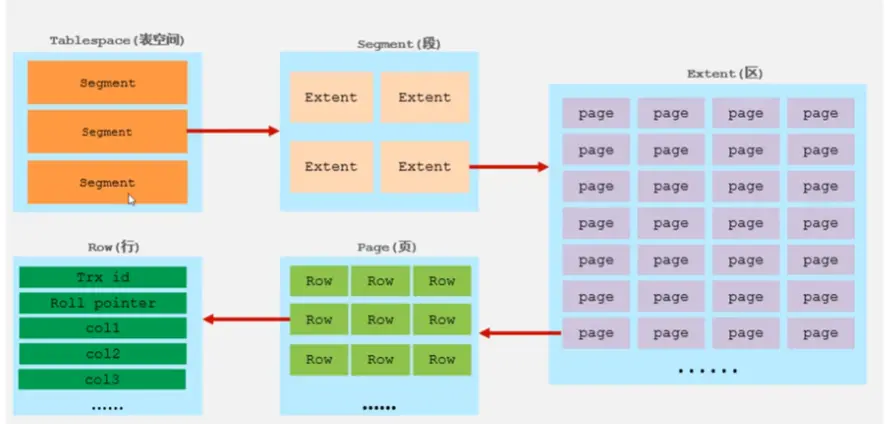 Tablespace(表空间)
Segment
Segment
Segment
Segment(段)
Extent Extent
Extent Extent
Extent(区)
page page page page
page page page page
page page page page
page page page page
page page page page
page page page page
page page page page
......
Row(行)
Trx id
Roll pointer
col1
col2
col3
......
Page(页)
Row Row Row
Row Row Row
Row Row Row
......